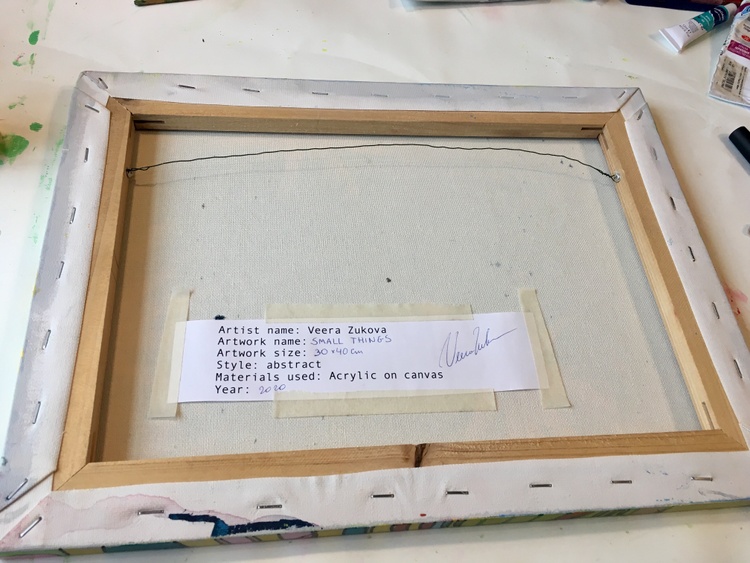 Artist name: Veera Zukova
Artwork name: SMALL THINGS
Artwork size: 30×40 cm
Style: abstract
Materials used: Acrylic on canvas
Year: 2020